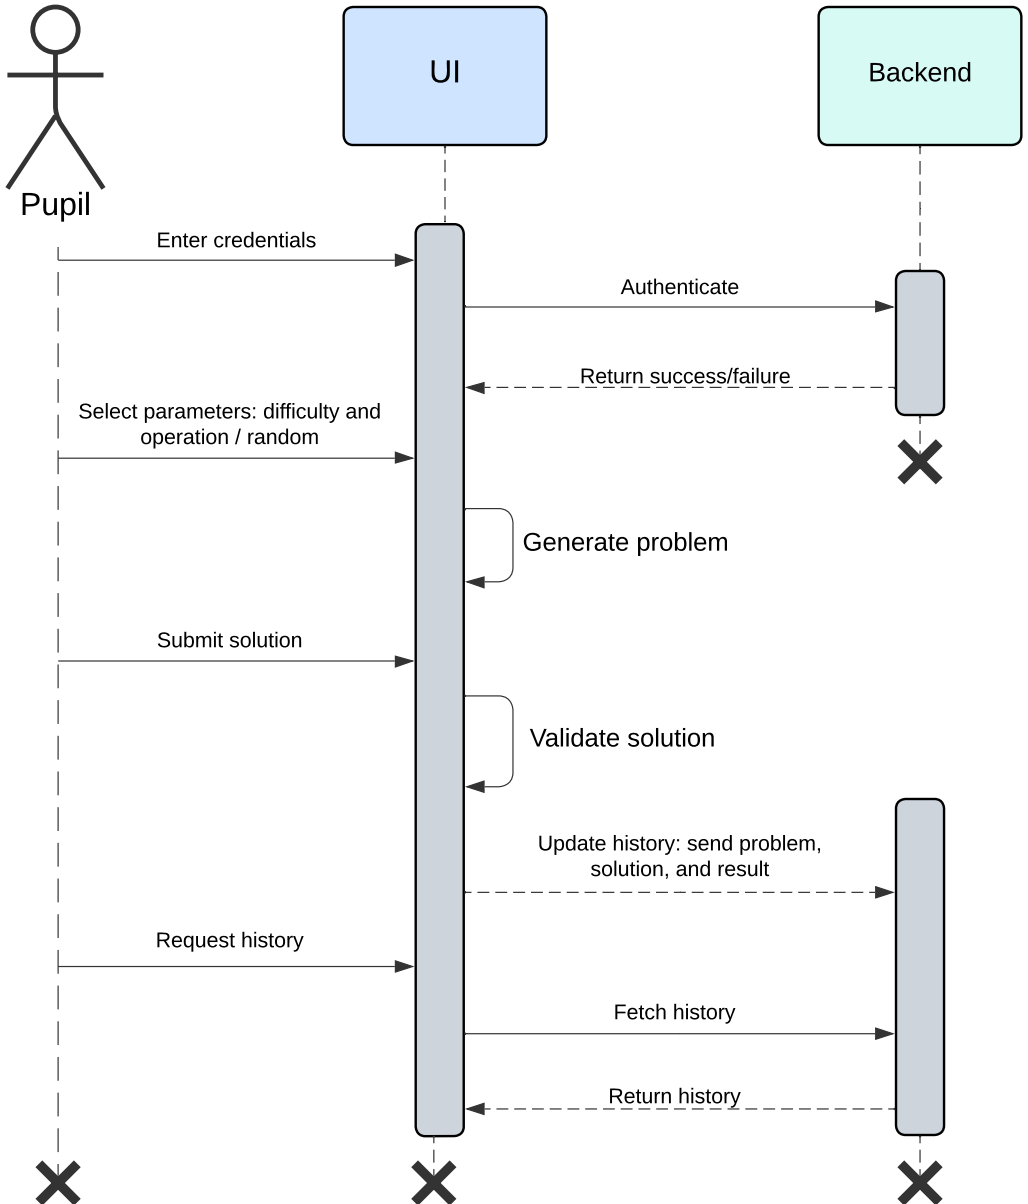 UI
Backend
Pupil
Enter credentials
Authenticate
Return success/failure
Select parameters: difficulty and
operation / random
Generate problem
Submit solution
Validate solution
Update history: send problem,
solution, and result
Request history
Fetch history
Return history